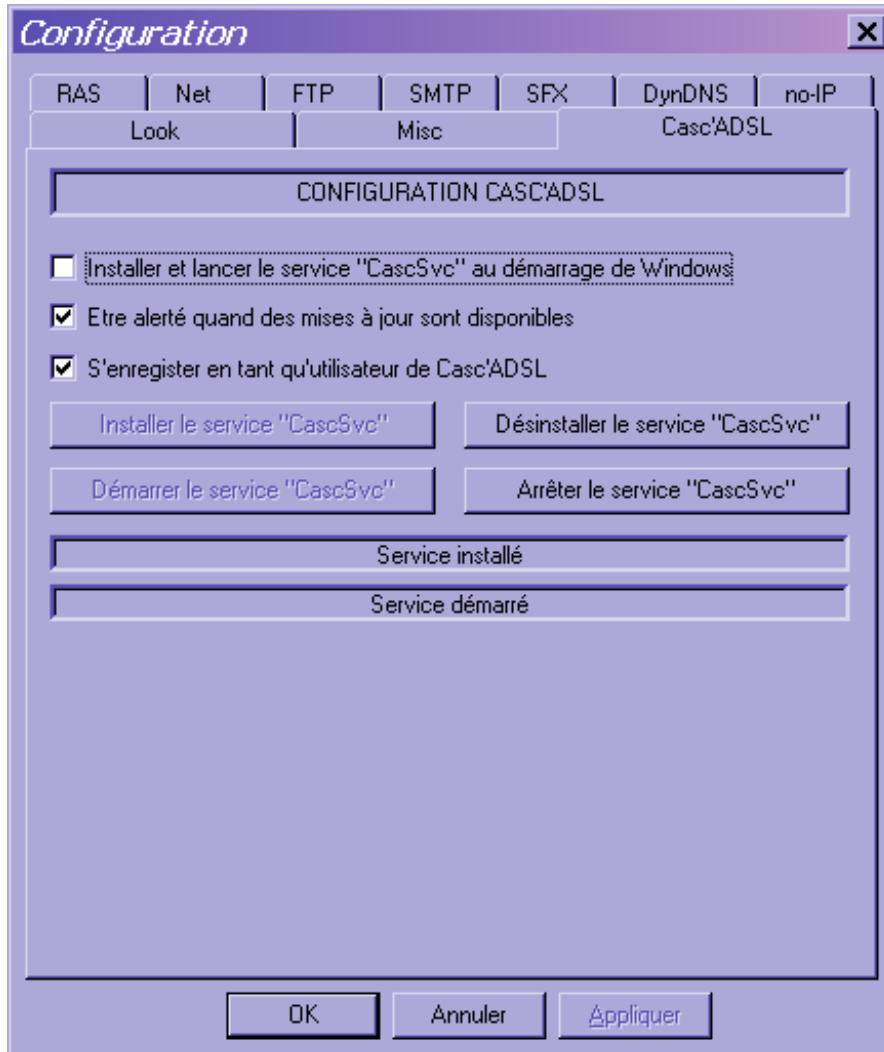 Configuration
RAS Net FTP SMTP SFX DynDNS no-IP
Look Misc Casc'ADSL
CONFIGURATION CASC'ADSL
Installer et lancer le service "CascSvc" au démarrage de Windows
Etre alerté quand des mises à jour sont disponibles
S'enregister en tant qu'utilisateur de Casc'ADSL
Installer le service "CascSvc" Désinstaller le service "CascSvc"
Démarrer le service "CascSvc" Arrêter le service "CascSvc"
Service installé
Service démarré
OK Annuler Appliquer